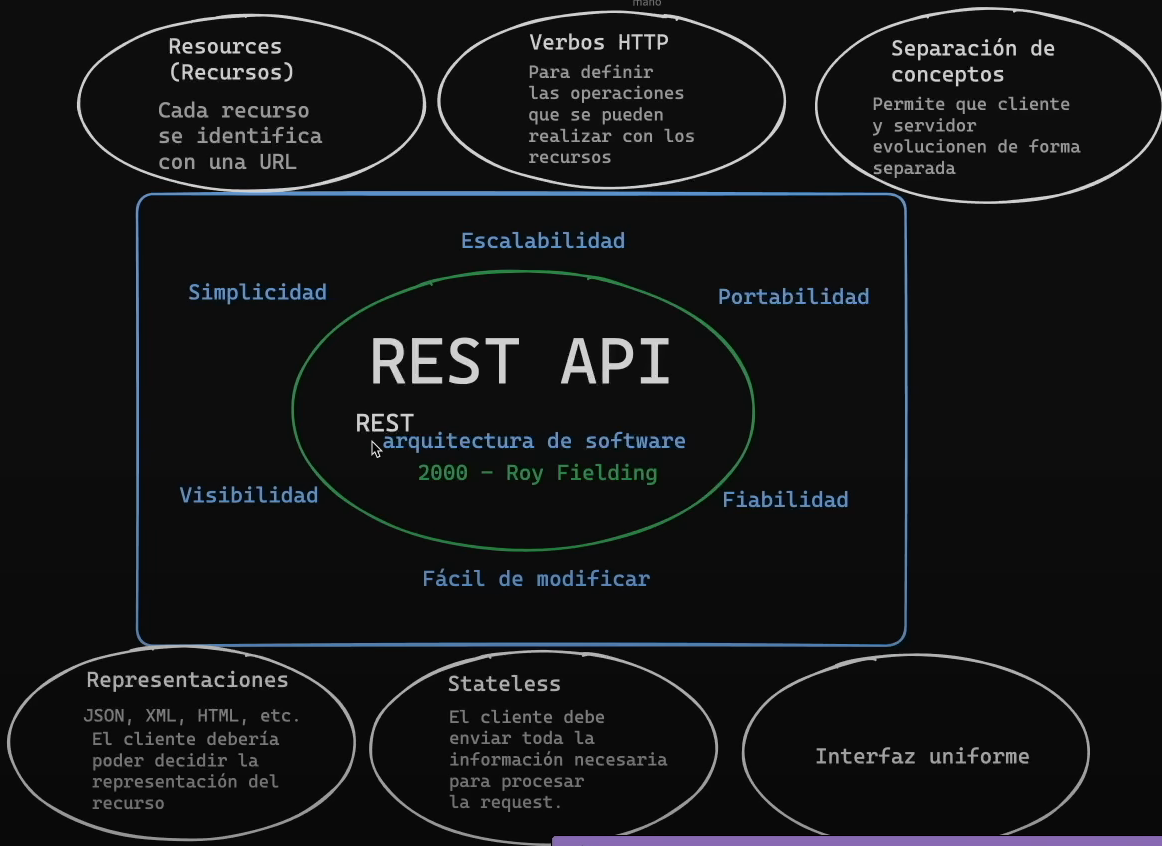 mano
Resources
(Recursos)
Cada recurso
se identifica
con una URL
Verbos HTTP
Para definir
las operaciones
que se pueden
realizar con los
recursos
Separación de
conceptos
Permite que cliente
y servidor
evolucionen de forma
separada
Escalabilidad
Simplicidad
Portabilidad
REST API
REST
arquitectura de software
2000 - Roy Fielding
Visibilidad
Fiabilidad
Fácil de modificar
Representaciones
JSON, XML, HTML, etc.
El cliente debería
poder decidir la
representación del
recurso
Stateless
El cliente debe
enviar toda la
información necesaria
para procesar
la request.
Interfaz uniforme